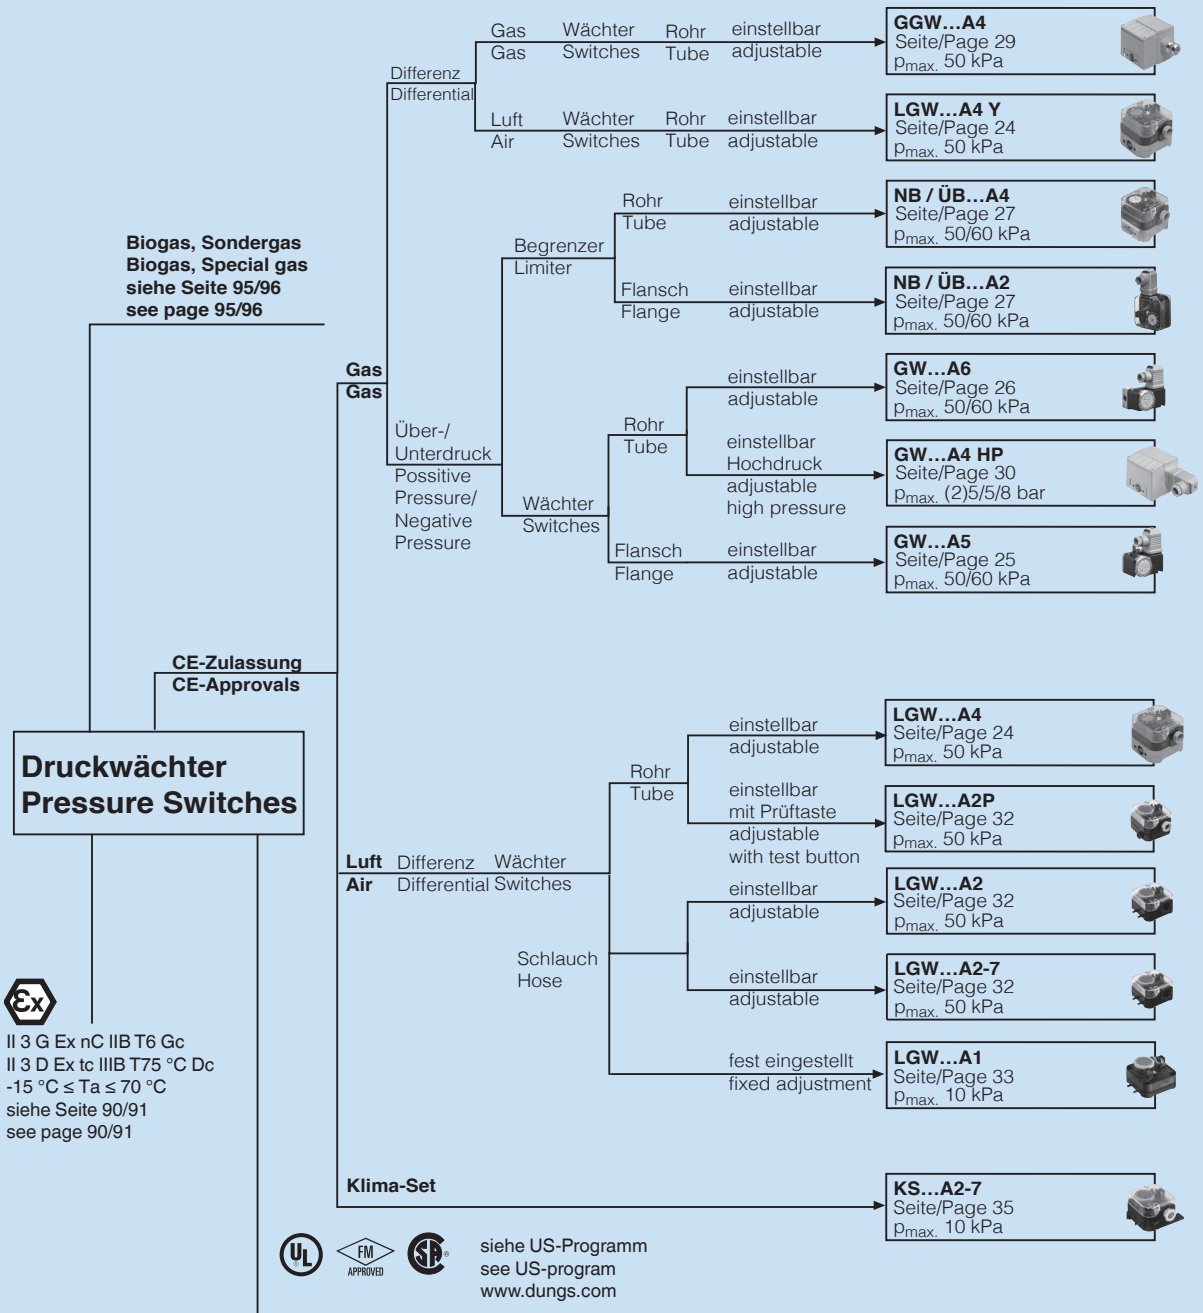 Gas
Gas
Wächter
Switches
Rohr
Tube
einstellbar
adjustable
GGW...A4
Seite/Page 29
pmax. 50 kPa
Differenz
Differential
Luft
Air
Wächter
Switches
Rohr
Tube
einstellbar
adjustable
LGW...A4 Y
Seite/Page 24
pmax. 50 kPa
Rohr
Tube
einstellbar
adjustable
NB / ÜB...A4
Seite/Page 27
pmax. 50/60 kPa
Biogas, Sondergas
Biogas, Special gas
siehe Seite 95/96
see page 95/96
Begrenzer
Limiter
Flansch
Flange
einstellbar
adjustable
NB / ÜB...A2
Seite/Page 27
pmax. 50/60 kPa
Gas
Gas
einstellbar
adjustable
GW...A6
Seite/Page 26
pmax. 50/60 kPa
Über-/
Unterdruck
Possitive
Pressure/
Negative
Pressure
Rohr
Tube
einstellbar
Hochdruck
adjustable
high pressure
GW...A4 HP
Seite/Page 30
pmax. (2)5/5/8 bar
Wächter
Switches
Flansch
Flange
einstellbar
adjustable
GW...A5
Seite/Page 25
pmax. 50/60 kPa
CE-Zulassung
CE-Approvals
Druckwächter
Pressure Switches
einstellbar
adjustable
LGW...A4
Seite/Page 24
pmax. 50 kPa
Rohr
Tube
einstellbar
mit Prüftaste
adjustable
with test button
LGW...A2P
Seite/Page 32
pmax. 50 kPa
Luft
Air
Differenz
Differential
Wächter
Switches
einstellbar
adjustable
LGW...A2
Seite/Page 32
pmax. 50 kPa
Schlauch
Hose
einstellbar
adjustable
LGW...A2-7
Seite/Page 32
pmax. 50 kPa
fest eingestellt
fixed adjustment
LGW...A1
Seite/Page 33
pmax. 10 kPa
Ex
II 3 G Ex nC IIB T6 Gc
II 3 D Ex tc IIIB T75 °C Dc
-15 °C ≤ Ta ≤ 70 °C
siehe Seite 90/91
see page 90/91
Klima-Set
KS...A2-7
Seite/Page 35
pmax. 10 kPa
UL
FM
APPROVED
SA
®
siehe US-Programm
see US-program
www.dungs.com